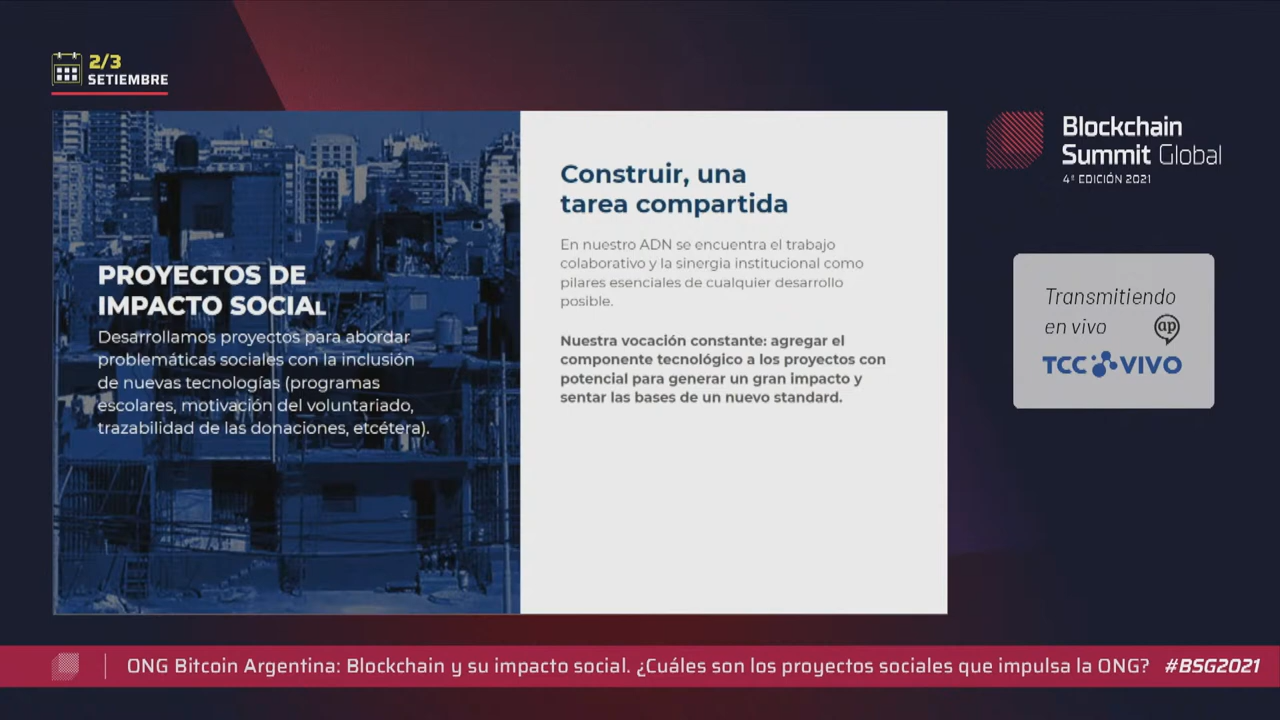 2/3
SETIEMBRE
PROYECTOS DE
IMPACTO SOCIAL
Desarrollamos proyectos para abordar
problemáticas sociales con la inclusión
de nuevas tecnologías (programas
escolares, motivación del voluntariado,
trazabilidad de las donaciones, etcétera).
Construir, una
tarea compartida
En nuestro ADN se encuentra el trabajo
colaborativo y la sinergia institucional como
pilares esenciales de cualquier desarrollo
posible.
Nuestra vocación constante: agregar el
componente tecnológico a los proyectos con
potencial para generar un gran impacto y
sentar las bases de un nuevo standard.
Blockchain
Summit Global
4ª EDICIÓN 2021
Transmitiendo
en vivo ap
TCC VIVO
ONG Bitcoin Argentina: Blockchain y su impacto social. ¿Cuáles son los proyectos sociales que impulsa la ONG? #BSG2021